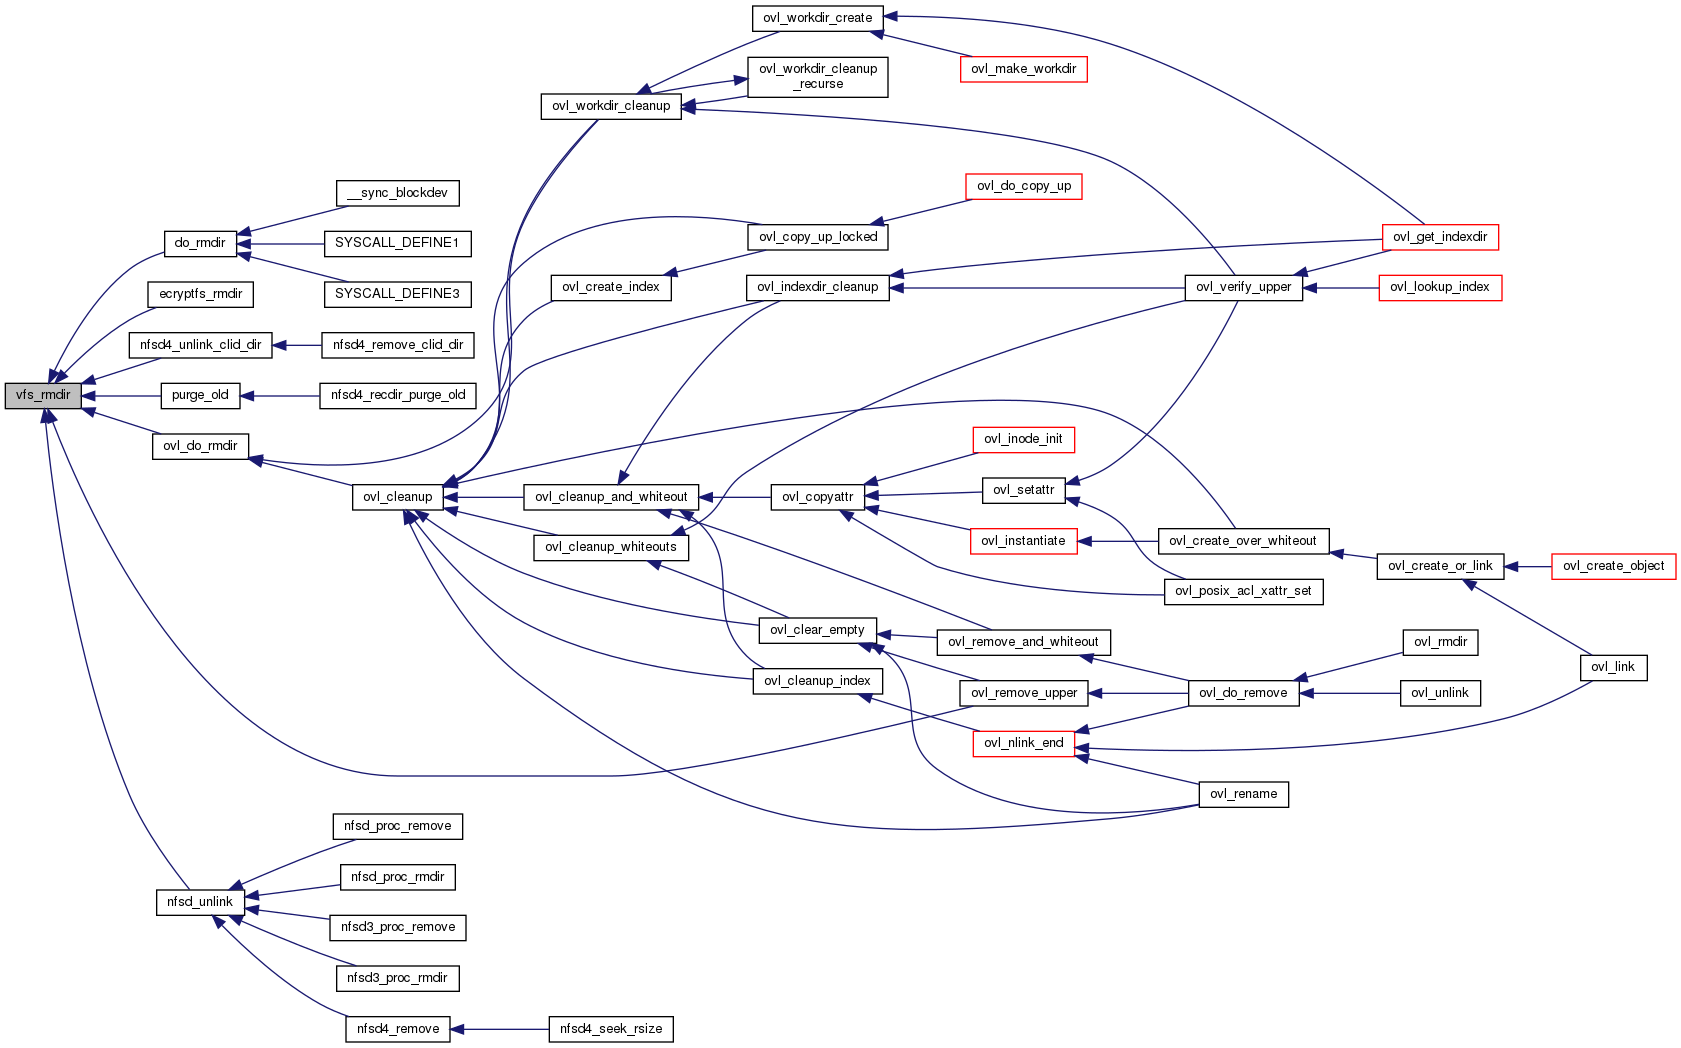 ovl_workdir_create
ovl_make_workdir
ovl_workdir_cleanup
_recurse
ovl_workdir_cleanup
__sync_blockdev
ovl_do_copy_up
do_rmdir
SYSCALL_DEFINE1
ovl_copy_up_locked
ovl_get_indexdir
ecryptfs_rmdir
SYSCALL_DEFINE3
ovl_create_index
ovl_indexdir_cleanup
ovl_verify_upper
ovl_lookup_index
nfsd4_unlink_clid_dir
nfsd4_remove_clid_dir
vfs_rmdir
purge_old
nfsd4_recdir_purge_old
ovl_do_rmdir
ovl_inode_init
ovl_cleanup
ovl_cleanup_and_whiteout
ovl_copyattr
ovl_setattr
ovl_cleanup_whiteouts
ovl_instantiate
ovl_create_over_whiteout
ovl_create_or_link
ovl_create_object
ovl_posix_acl_xattr_set
ovl_clear_empty
ovl_remove_and_whiteout
ovl_rmdir
ovl_link
ovl_cleanup_index
ovl_remove_upper
ovl_do_remove
ovl_unlink
ovl_nlink_end
ovl_rename
nfsd_proc_remove
nfsd_proc_rmdir
nfsd_unlink
nfsd3_proc_remove
nfsd3_proc_rmdir
nfsd4_remove
nfsd4_seek_rsize